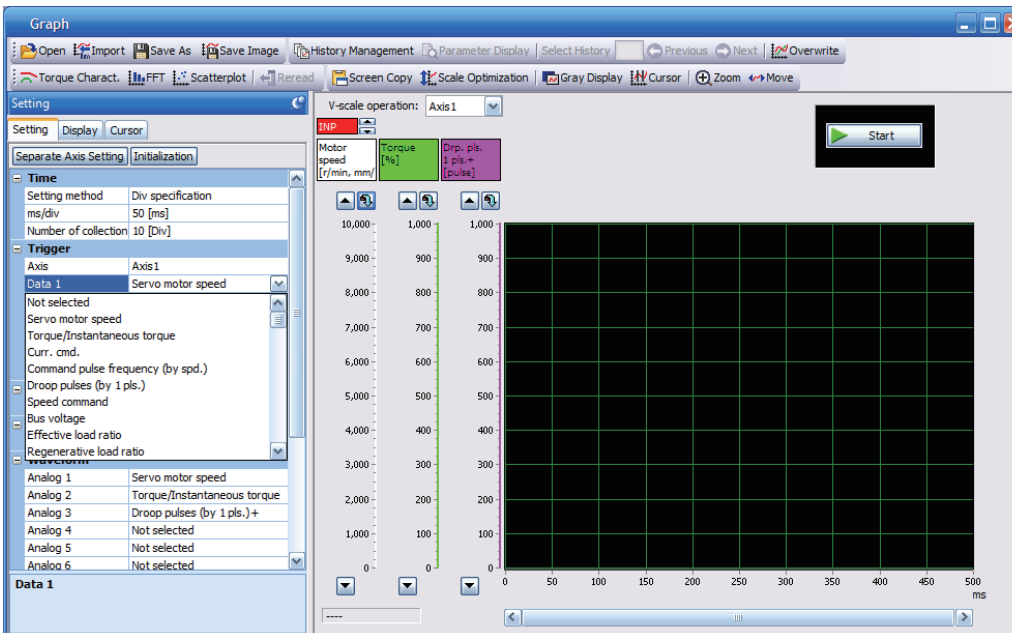 Graph
Open Import Save As Save Image History Management Parameter Display Select History Previous Next Overwrite
Torque Charact. FFT Scatterplot Reread Screen Copy Scale Optimization Gray Display Cursor Zoom Move
Setting
Setting Display Cursor
Separate Axis Setting Initialization
Time
Setting method Div specification
ms/div 50 [ms]
Number of collection 10 [Div]
Trigger
Axis Axis1
Data 1 Servo motor speed
Not selected
Servo motor speed
Torque/Instantaneous torque
Curr. cmd.
Command pulse frequency (by spd.)
Droop pulses (by 1 pls.)
Speed command
Bus voltage
Effective load ratio
Regenerative load ratio
Waveform
Analog 1 Servo motor speed
Analog 2 Torque/Instantaneous torque
Analog 3 Droop pulses (by 1 pls.)+
Analog 4 Not selected
Analog 5 Not selected
Analog 6 Not selected
Data 1
V-scale operation: Axis1
INP
Motor Torque Drp. pls.
speed [%] 1 pls.+
[r/min, mm/ [pulse]
Start
10,000 1,000 1,000
9,000 900 900
8,000 800 800
7,000 700 700
6,000 600 600
5,000 500 500
4,000 400 400
3,000 300 300
2,000 200 200
1,000 100 100
0 0 0
0 50 100 150 200 250 300 350 400 450 500
ms
----